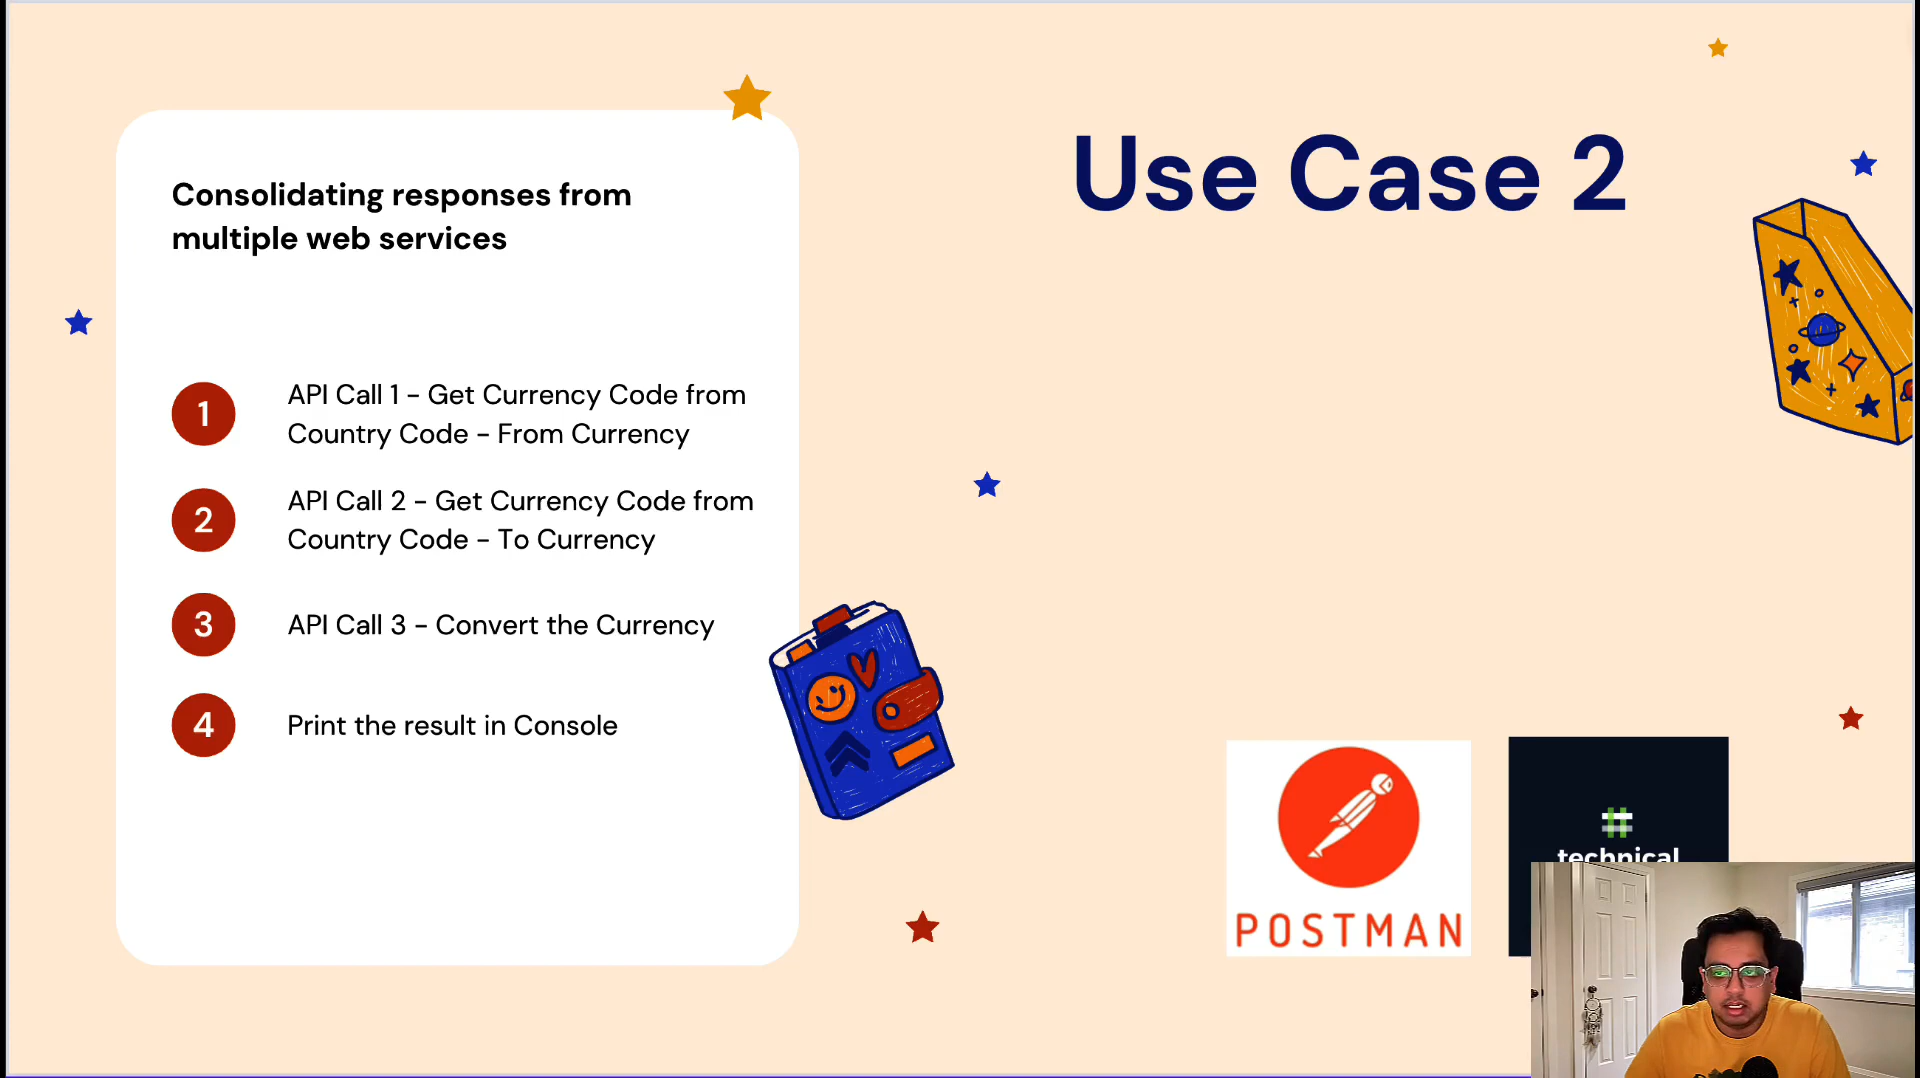 Use Case 2
Consolidating responses from
multiple web services
1
API Call 1 - Get Currency Code from
Country Code - From Currency
2
API Call 2 - Get Currency Code from
Country Code - To Currency
3
API Call 3 - Convert the Currency
4
Print the result in Console
POSTMAN
technical